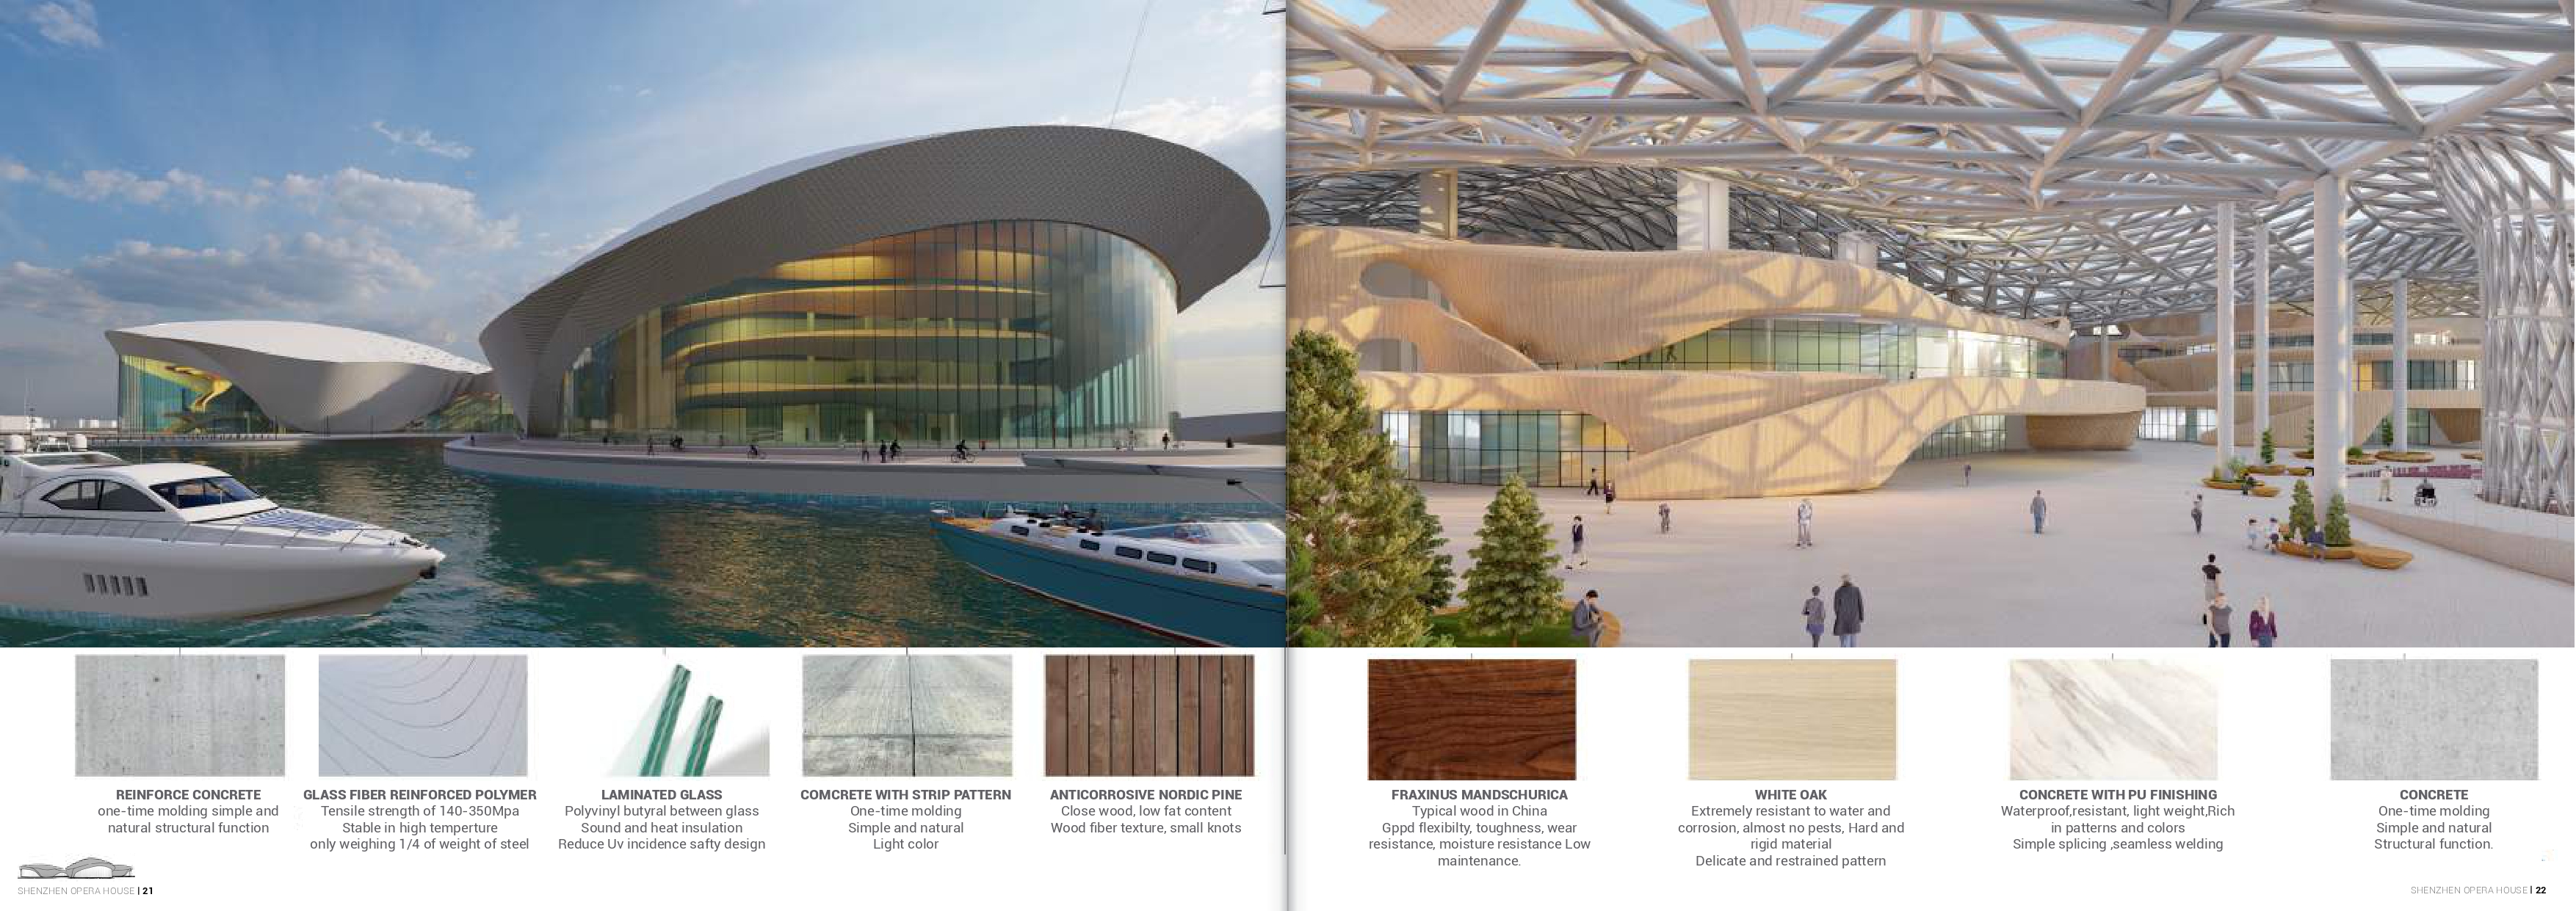 REINFORCE CONCRETE
one-time molding simple and
natural structural function
GLASS FIBER REINFORCED POLYMER
Tensile strength of 140-350Mpa
Stable in high temperture
only weighing 1/4 of weight of steel
LAMINATED GLASS
Polyvinyl butyral between glass
Sound and heat insulation
Reduce Uv incidence safty design
COMCRETE WITH STRIP PATTERN
One-time molding
Simple and natural
Light color
ANTICORROSIVE NORDIC PINE
Close wood, low fat content
Wood fiber texture, small knots
SHENZHEN OPERA HOUSE | 21
FRAXINUS MANDSCHURICA
Typical wood in China
Gppd flexibilty, toughness, wear
resistance, moisture resistance Low
maintenance.
WHITE OAK
Extremely resistant to water and
corrosion, almost no pests, Hard and
rigid material
Delicate and restrained pattern
CONCRETE WITH PU FINISHING
Waterproof,resistant, light weight,Rich
in patterns and colors
Simple splicing ,seamless welding
CONCRETE
One-time molding
Simple and natural
Structural function.
SHENZHEN OPERA HOUSE | 22